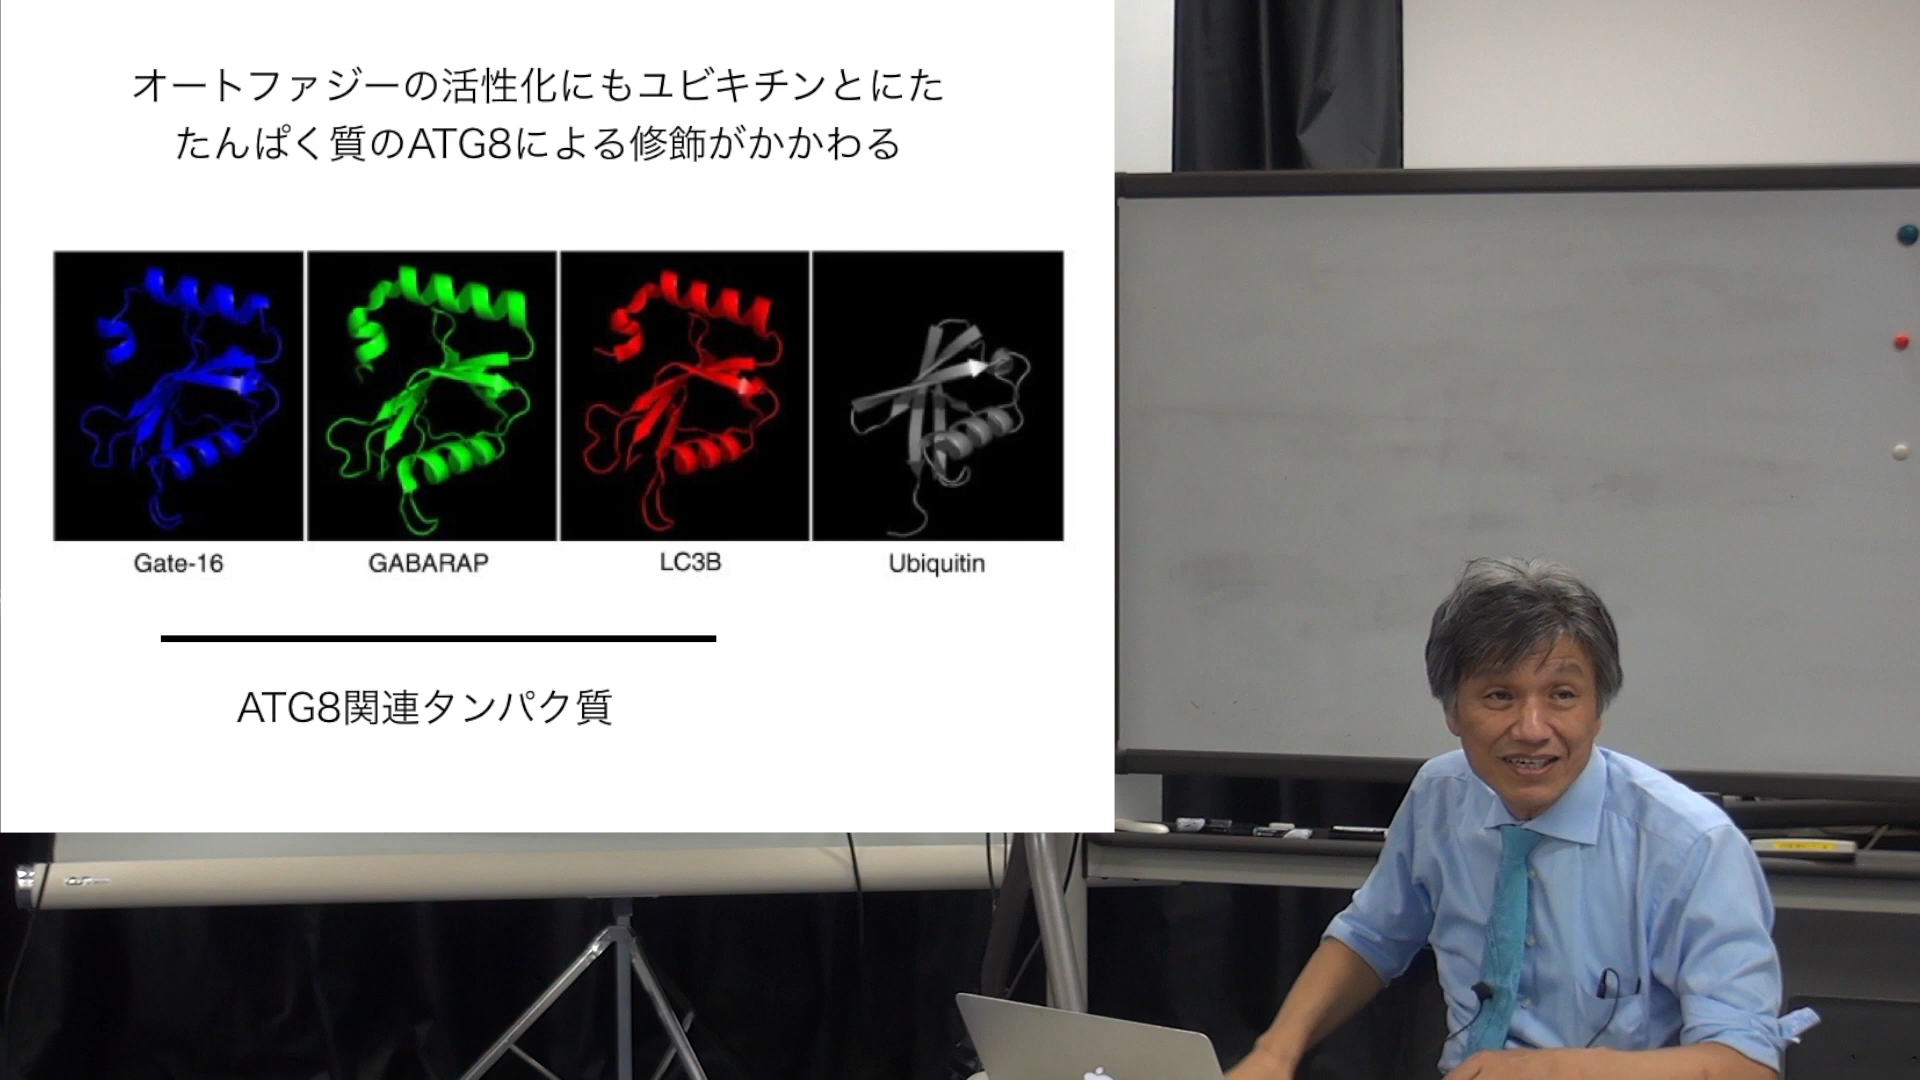 オートファジーの活性化にもユビキチンとにた
たんぱく質のATG8による修飾がかかわる
Gate-16
GABARAP
LC3B
Ubiquitin
ATG8関連タンパク質